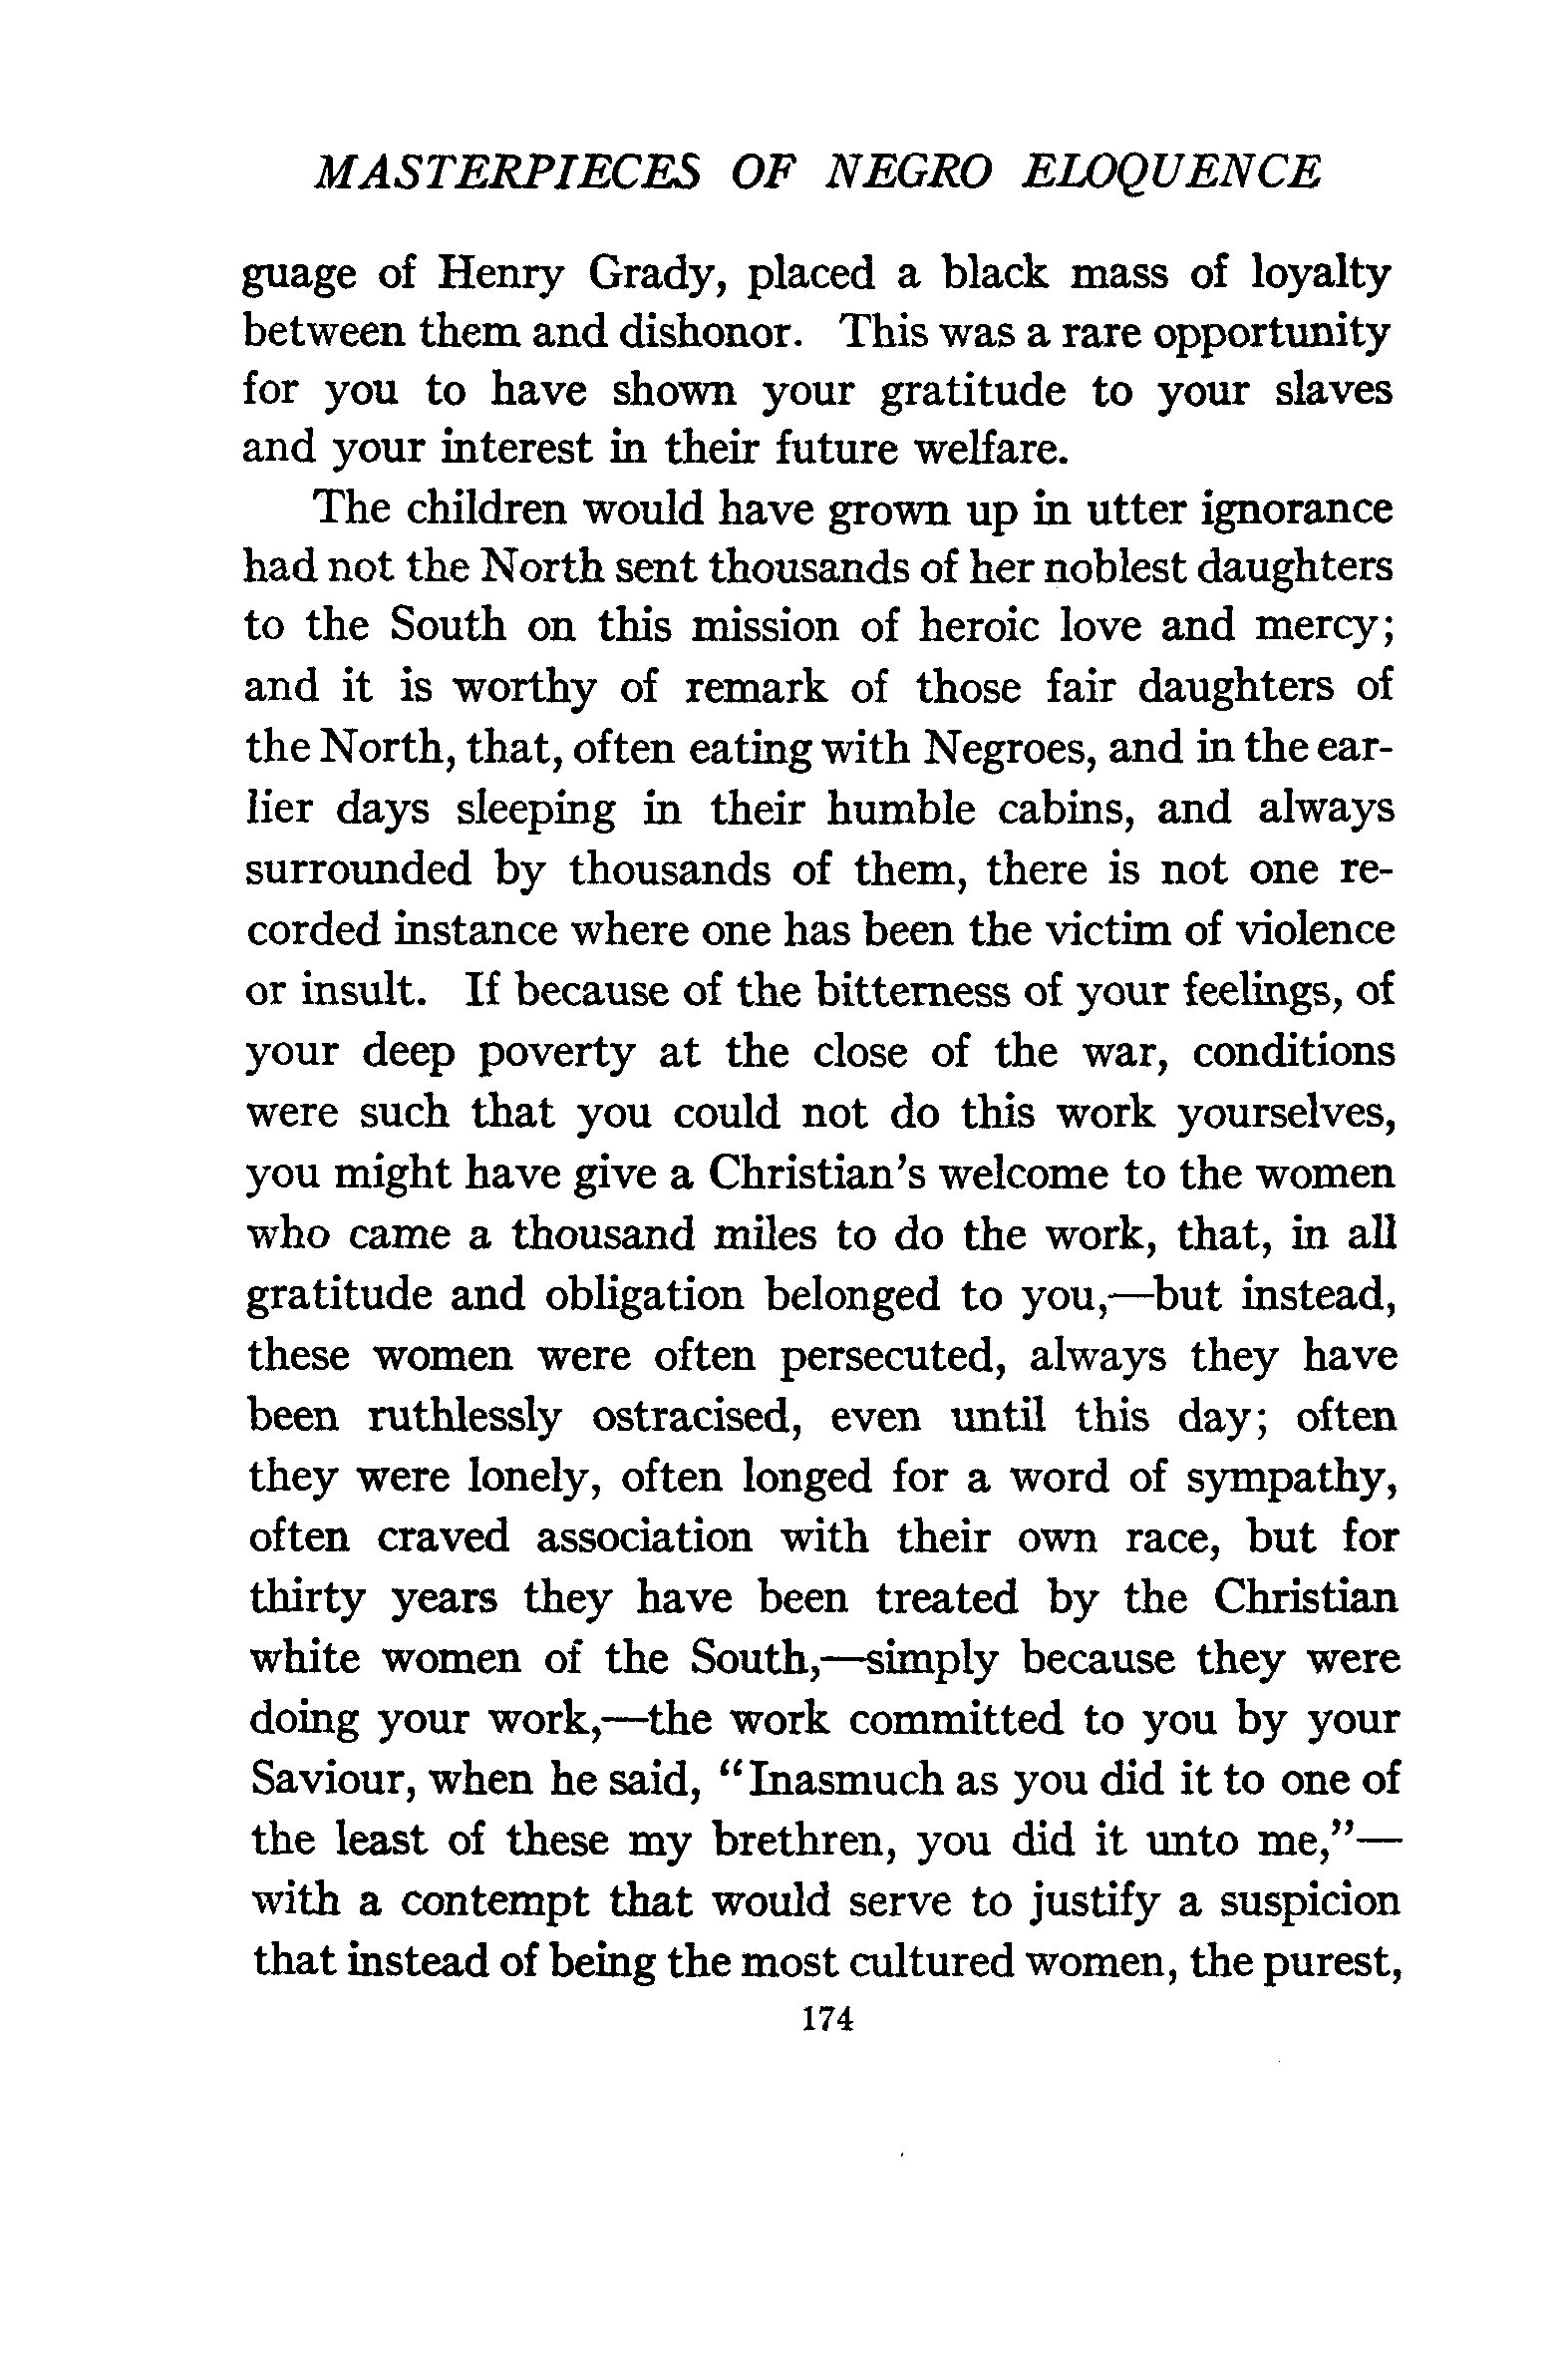 MASTERPIECES OF NEGRO ELOQUENCE
guage of Henry Grady, placed a black mass of loyalty
between them and dishonor. This was a rare opportunity
for you to have shown your gratitude to your slaves
and your interest in their future welfare.
The children would have grown up in utter ignorance
had not the North sent thousands of her noblest daughters
to the South on this mission of heroic love and mercy;
and it is worthy of remark of those fair daughters of
the North, that, often eating with Negroes, and in the ear-
lier days sleeping in their humble cabins, and always
surrounded by thousands of them, there is not one re-
corded instance where one has been the victim of violence
or insult. If because of the bitterness of your feelings, of
your deep poverty at the close of the war, conditions
were such that you could not do this work yourselves,
you might have give a Christian's welcome to the women
who came a thousand miles to do the work, that, in all
gratitude and obligation belonged to you,—but instead,
these women were often persecuted, always they have
been ruthlessly ostracised, even until this day; often
they were lonely, often longed for a word of sympathy,
often craved association with their own race, but for
thirty years they have been treated by the Christian
white women of the South,—simply because they were
doing your work,—the work committed to you by your
Saviour, when he said, "Inasmuch as you did it to one of
the least of these my brethren, you did it unto me,"—
with a contempt that would serve to justify a suspicion
that instead of being the most cultured women, the purest,
174